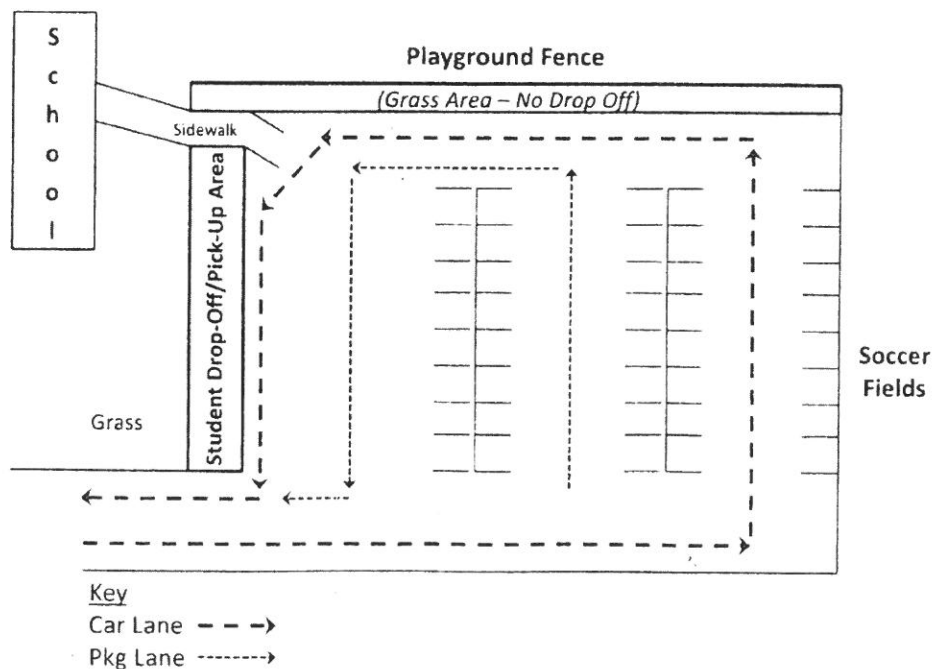 School
Playground Fence
(Grass Area – No Drop Off)
Sidewalk
Student Drop-Off/Pick-Up Area
Soccer
Fields
Grass
Key
Car Lane
Pkg Lane